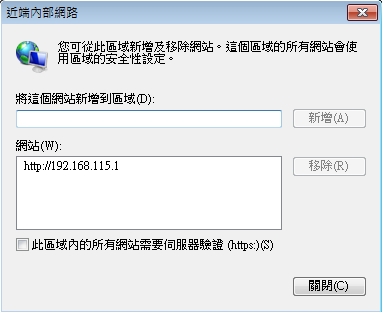 近端內部網路
您可從此區域新增及移除網站。這個區域的所有網站會使
用區域的安全性設定。
將這個網站新增到區域(D):
新增(A)
網站(W):
http://192.168.115.1
移除(R)
此區域內的所有網站需要伺服器驗證 (https:)(S)
關閉(C)